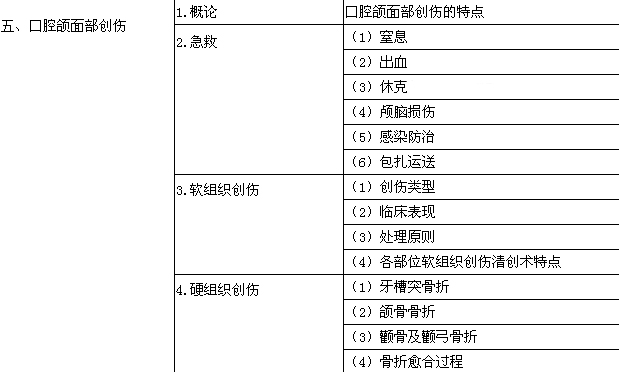 五、口腔颌面部创伤
1.概论
口腔颌面部创伤的特点
2.急救
（1）窒息
（2）出血
（3）休克
（4）颅脑损伤
（5）感染防治
（6）包扎运送
3.软组织创伤
（1）创伤类型
（2）临床表现
（3）处理原则
（4）各部位软组织创伤清创术特点
4.硬组织创伤
（1）牙槽突骨折
（2）颌骨骨折
（3）颧骨及颧弓骨折
（4）骨折愈合过程